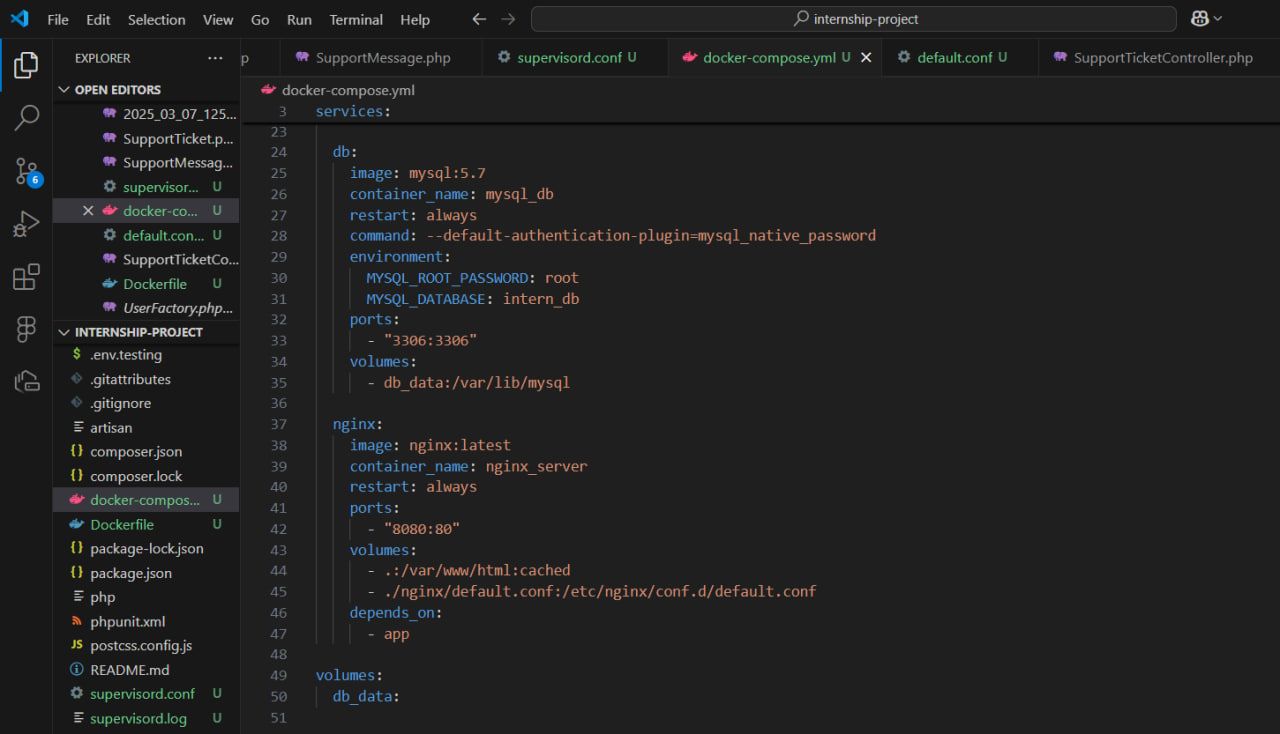 File Edit Selection View Go Run Terminal Help
internship-project
EXPLORER
OPEN EDITORS
2025_03_07_125...
SupportTicket.p...
SupportMessag...
supervisor... U
docker-co... U
default.con... U
SupportTicketCo...
Dockerfile U
UserFactory.php...
INTERNSHIP-PROJECT
.env.testing
.gitattributes
.gitignore
artisan
composer.json
composer.lock
docker-compos... U
Dockerfile U
package-lock.json
package.json
php
phpunit.xml
postcss.config.js
README.md
supervisord.conf U
supervisord.log U
6
p SupportMessage.php supervisord.conf U docker-compose.yml U default.conf U SupportTicketController.php
docker-compose.yml
3 services:
23
24 db:
25 image: mysql:5.7
26 container_name: mysql_db
27 restart: always
28 command: --default-authentication-plugin=mysql_native_password
29 environment:
30 MYSQL_ROOT_PASSWORD: root
31 MYSQL_DATABASE: intern_db
32 ports:
33 - "3306:3306"
34 volumes:
35 - db_data:/var/lib/mysql
36
37 nginx:
38 image: nginx:latest
39 container_name: nginx_server
40 restart: always
41 ports:
42 - "8080:80"
43 volumes:
44 - .:/var/www/html:cached
45 - ./nginx/default.conf:/etc/nginx/conf.d/default.conf
46 depends_on:
47 - app
48
49 volumes:
50 db_data:
51